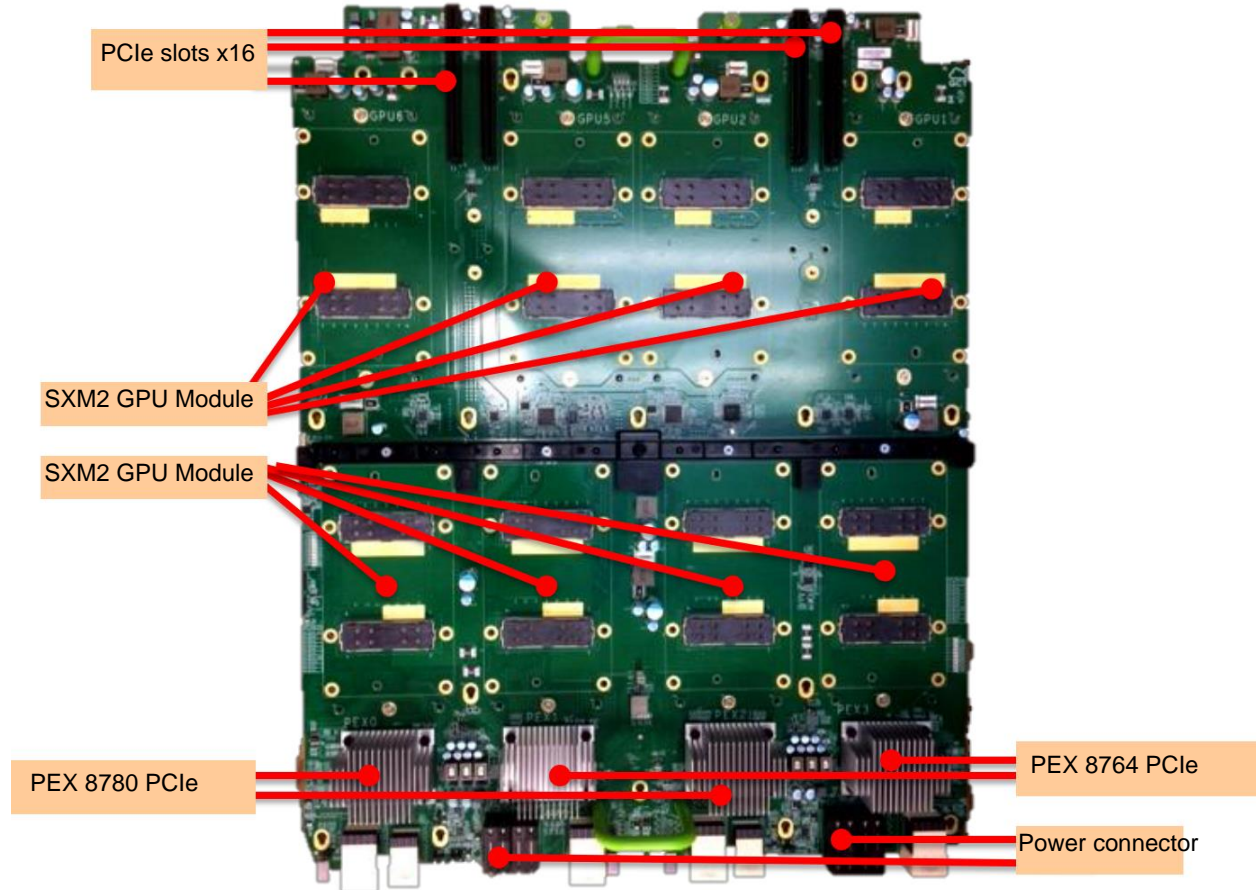 PCIe slots x16
GPU6
GPU5
GPU2
GPU1
SXM2 GPU Module
SXM2 GPU Module
PEX0
PEX1
PEX2
PEX3
PEX 8780 PCIe
PEX 8764 PCIe
Power connector